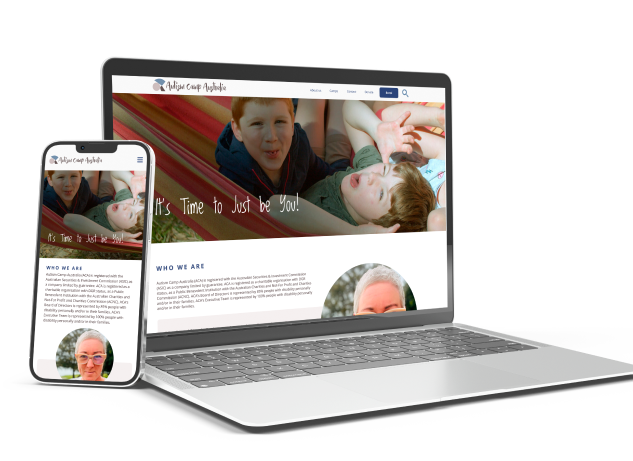 Autism Camp Australia
About Us Camps Contact
It's Time to Just be You!
WHO WE ARE
Autism Camp Australia (ACA) is registered with the Australian Securities & Investment Commission
(ASIC) as a company limited by guarantee. ACA is registered as a charitable organisation with DGR
status, as a Public Benevolent Institution with the Australian Charities and Not-For-Profit and Charities
Commission (ACNC). ACA's Board of Directors is represented by 80% people with disability personally
and/or in their families. ACA's Executive Team is represented by 100% people with disability personally
and/or in their families.
Autism Camp Australia
It's Time to Just be You!
WHO WE ARE
Autism Camp Australia (ACA) is registered with the
Australian Securities & Investment Commission (ASIC) as
a company limited by guarantee. ACA is registered as a
charitable organisation with DGR status, as a Public
Benevolent Institution with the Australian Charities and
Not-For-Profit and Charities Commission (ACNC). ACA's
Board of Directors is represented by 80% people with
disability personally and/or in their families. ACA's
Executive Team is represented by 100% people with
disability personally and/or in their families.